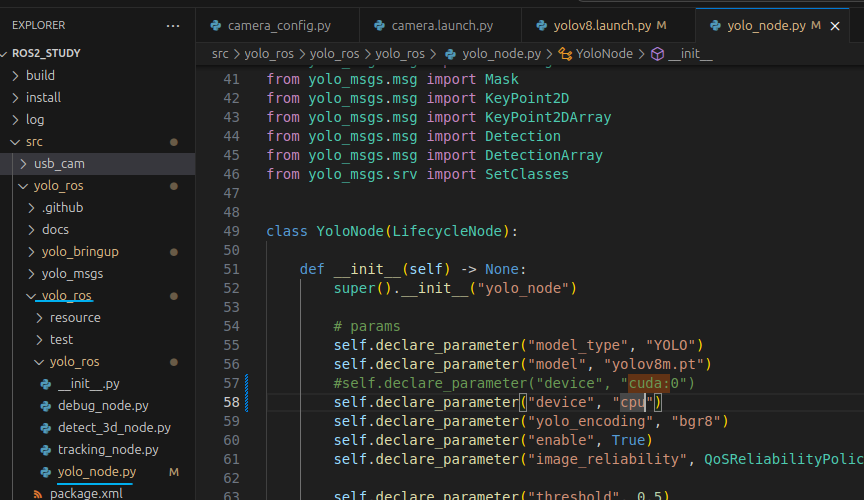 EXPLORER
ROS2_STUDY
build
install
log
src
usb_cam
yolo_ros
.github
docs
yolo_bringup
yolo_msgs
yolo_ros
resource
test
yolo_ros
__init__.py
debug_node.py
detect_3d_node.py
tracking_node.py
yolo_node.py M
package.xml
camera_config.py camera.launch.py yolov8.launch.py M yolo_node.py M
src > yolo_ros > yolo_ros > yolo_ros > yolo_node.py > YoloNode > __init__
41 from yolo_msgs.msg import Mask
42 from yolo_msgs.msg import KeyPoint2D
43 from yolo_msgs.msg import KeyPoint2DArray
44 from yolo_msgs.msg import Detection
45 from yolo_msgs.msg import DetectionArray
46 from yolo_msgs.srv import SetClasses
47
48
49 class YoloNode(LifecycleNode):
50
51 def __init__(self) -> None:
52 super().__init__("yolo_node")
53
54 # params
55 self.declare_parameter("model_type", "YOLO")
56 self.declare_parameter("model", "yolov8m.pt")
57 #self.declare_parameter("device", "cuda:0")
58 self.declare_parameter("device", "cpu")
59 self.declare_parameter("yolo_encoding", "bgr8")
60 self.declare_parameter("enable", True)
61 self.declare_parameter("image_reliability", QoSReliabilityPolic
62
63 self.declare_parameter("threshold", 0.5)